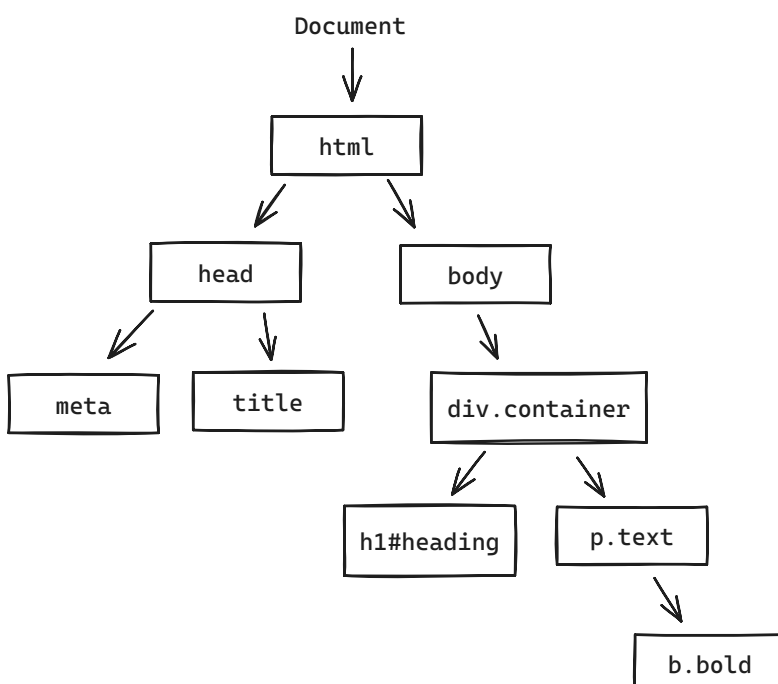 Document
html
head
body
meta
title
div.container
h1#heading
p.text
b.bold